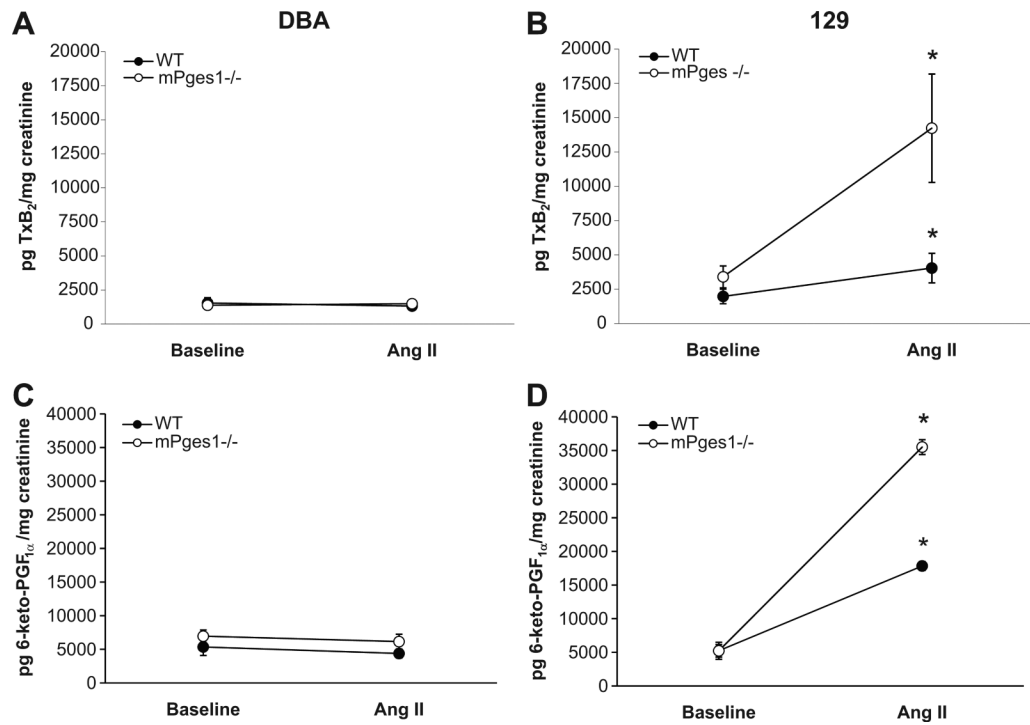 A
DBA
WT
mPges1-/-
20000
17500
15000
12500
10000
7500
5000
2500
0
pg TxB₂/mg creatinine
Baseline
Ang II
B
129
WT
mPges -/-
20000
17500
15000
12500
10000
7500
5000
2500
0
pg TxB₂/mg creatinine
*
*
Baseline
Ang II
C
WT
mPges1-/-
40000
35000
30000
25000
20000
15000
10000
5000
0
pg 6-keto-PGF₁α/mg creatinine
Baseline
Ang II
D
WT
mPges1-/-
40000
35000
30000
25000
20000
15000
10000
5000
0
pg 6-keto-PGF₁α/mg creatinine
*
*
Baseline
Ang II